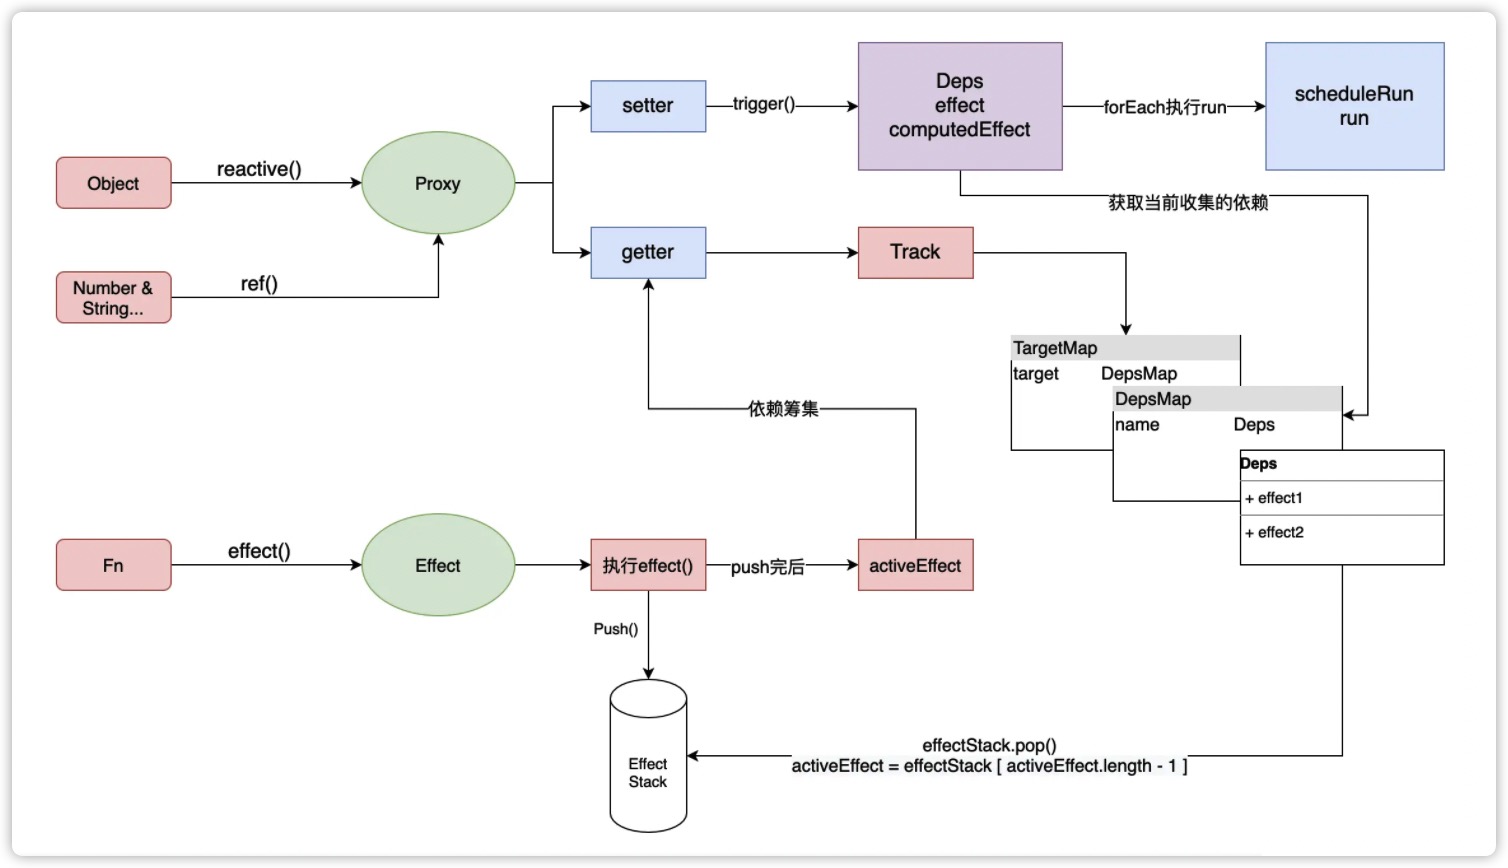 Object
reactive()
Proxy
Number &
String...
ref()
setter
trigger()
Deps
effect
computedEffect
forEach执行run
scheduleRun
run
获取当前收集的依赖
getter
Track
TargetMap
target DepsMap
DepsMap
name Deps
Deps
+ effect1
+ effect2
依赖筹集
Fn
effect()
Effect
执行effect()
push完后
activeEffect
Push()
Effect
Stack
effectStack.pop()
activeEffect = effectStack [ activeEffect.length - 1 ]